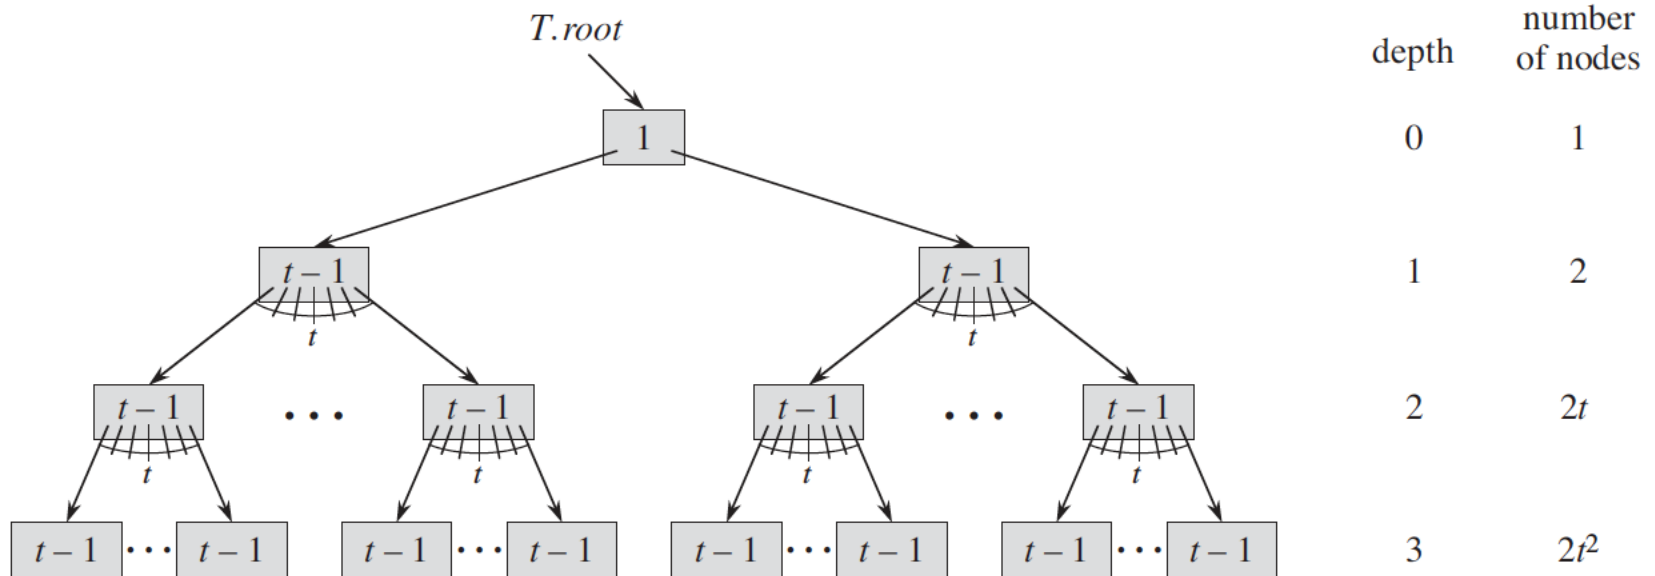 T.root
depth
number
of nodes
1
0
1
t – 1
t – 1
1
2
t
t
t – 1
...
t – 1
t – 1
...
t – 1
2
2t
t
t
t
t
t – 1 ... t – 1
t – 1 ... t – 1
t – 1 ... t – 1
t – 1 ... t – 1
3
2t²